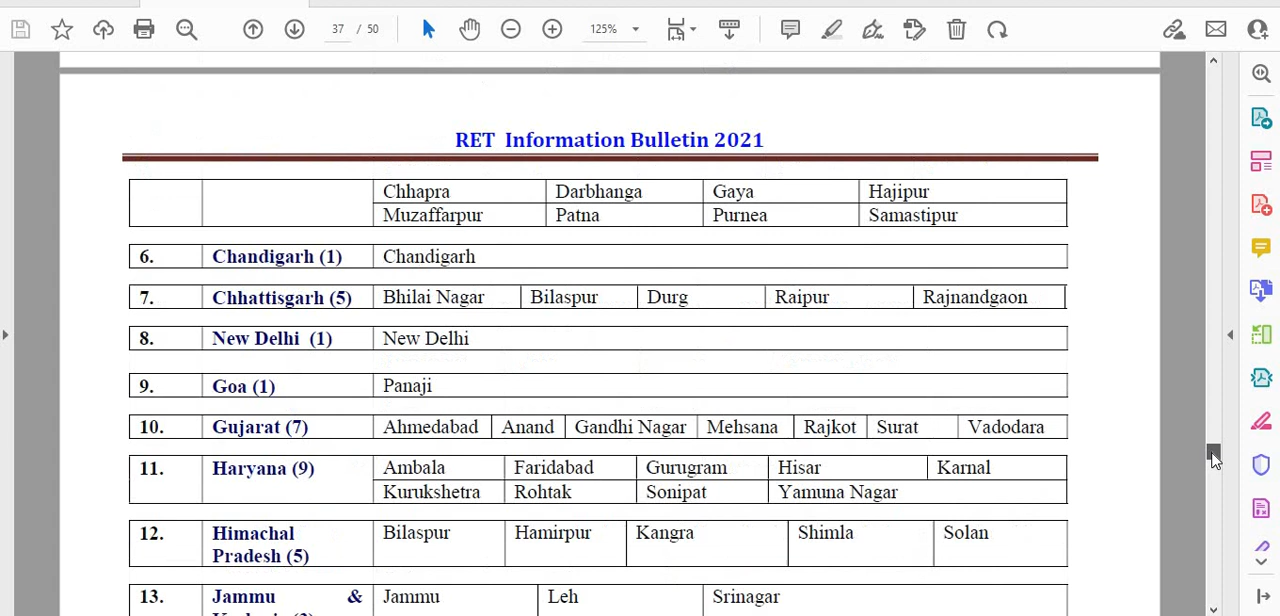 37 / 50 125%
RET Information Bulletin 2021
Chhapra Darbhanga Gaya Hajipur
Muzaffarpur Patna Purnea Samastipur
6. Chandigarh (1) Chandigarh
7. Chhattisgarh (5) Bhilai Nagar Bilaspur Durg Raipur Rajnandgaon
8. New Delhi (1) New Delhi
9. Goa (1) Panaji
10. Gujarat (7) Ahmedabad Anand Gandhi Nagar Mehsana Rajkot Surat Vadodara
11. Haryana (9) Ambala Faridabad Gurugram Hisar Karnal
Kurukshetra Rohtak Sonipat Yamuna Nagar
12. Himachal Bilaspur Hamirpur Kangra Shimla Solan
Pradesh (5)
13. Jammu & Jammu Leh Srinagar